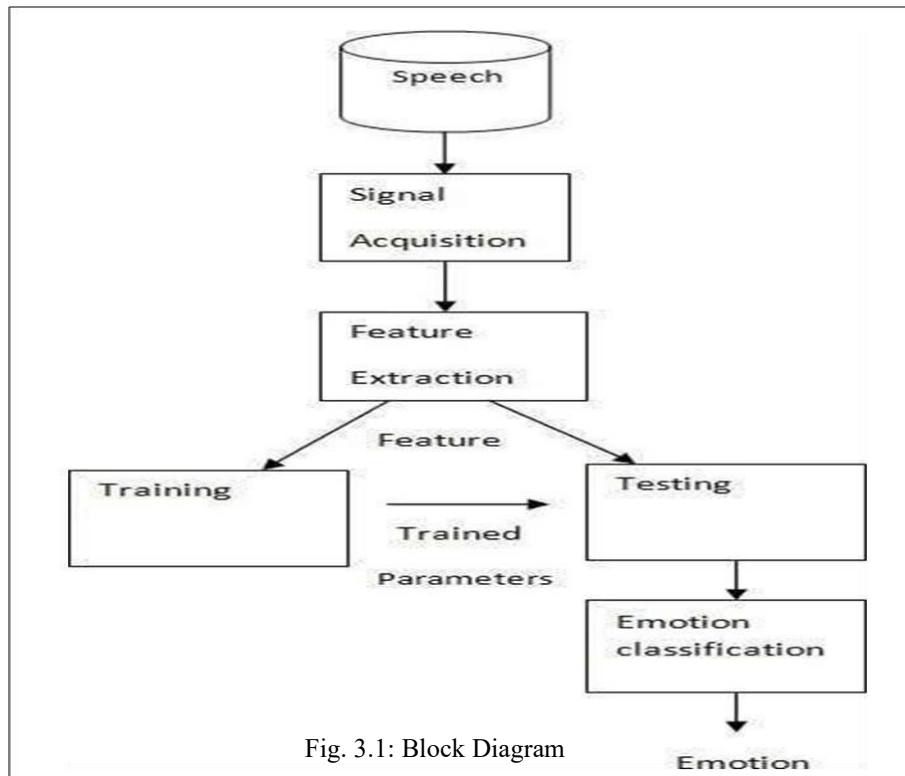 Speech
Signal
Acquisition
Feature
Extraction
Feature
Training
Testing
Trained
Parameters
Emotion
classification
Fig. 3.1: Block Diagram
Emotion